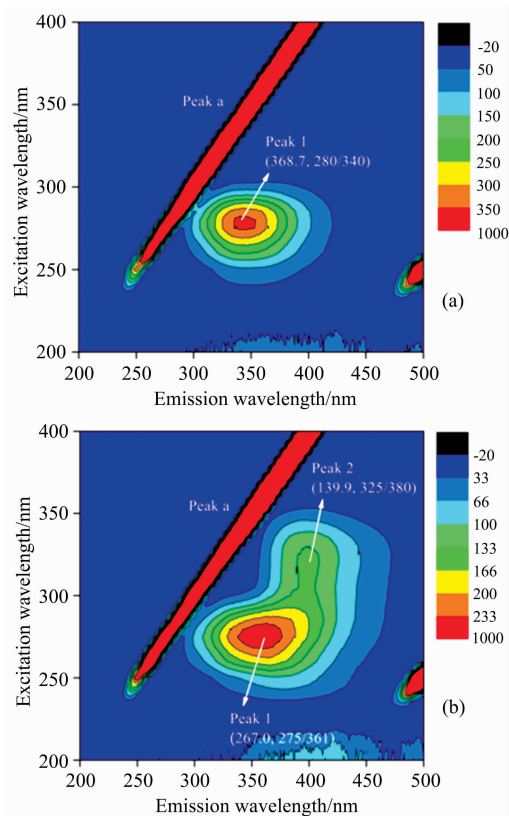 400
350
300
250
200
Excitation wavelength/nm
Peak a
Peak 1
(368.7, 280/340)
-20
50
100
150
200
250
300
350
1000
(a)
200 250 300 350 400 450 500
Emission wavelength/nm
400
350
300
250
200
Excitation wavelength/nm
Peak 2
(139.9, 325/380)
Peak a
Peak 1
(267.0, 275/361)
-20
33
66
100
133
166
200
233
1000
(b)
200 250 300 350 400 450 500
Emission wavelength/nm